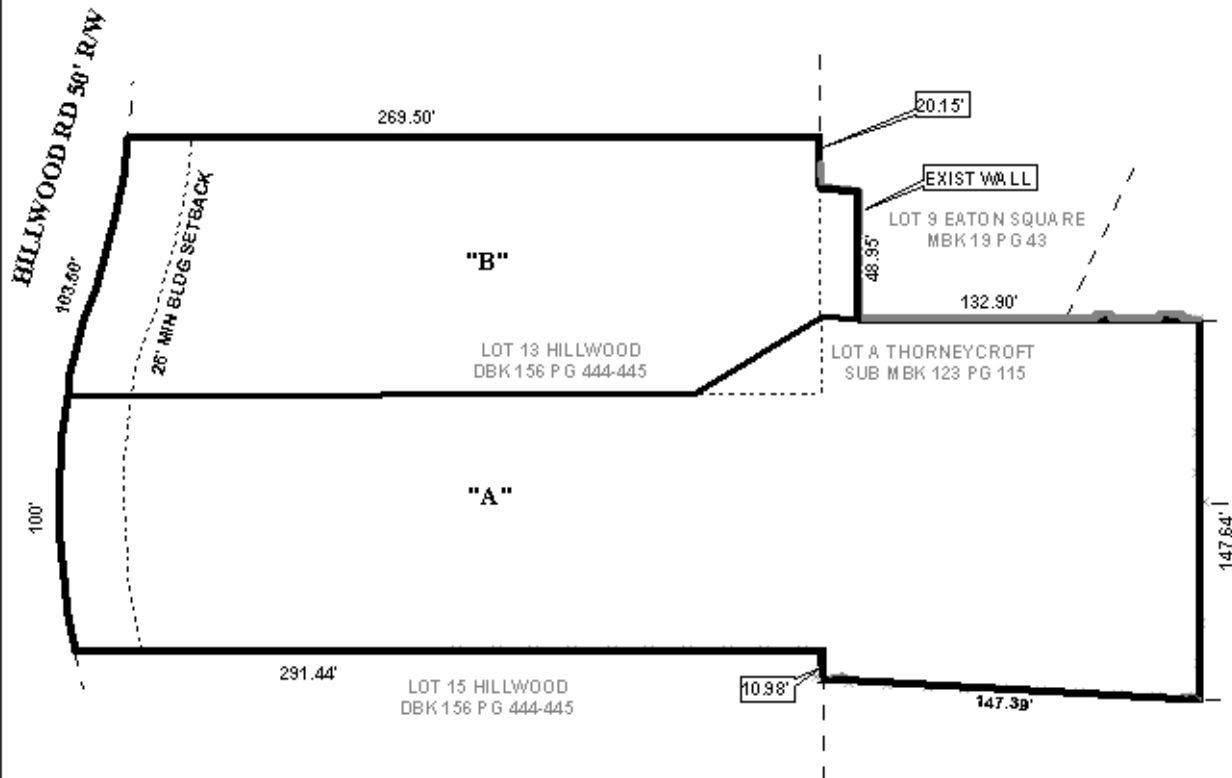 HILLWOOD RD 50' R/W
269.50'
20.15'
EXIST WALL
LOT 9 EATON SQUARE
MBK 19 PG 43
103.60'
26' MIN BLDG SETBACK
"B"
48.95'
132.90'
LOT 13 HILLWOOD
DBK 156 PG 444-445
LOT A THORNEYCROFT
SUB MBK 123 PG 115
"A"
100'
147.64'
291.44'
LOT 15 HILLWOOD
DBK 156 PG 444-445
10.98'
147.39'